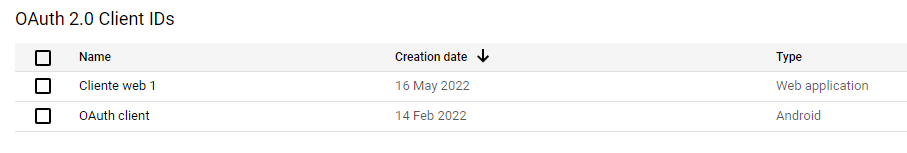 OAuth 2.0 Client IDs
Name Creation date Type
Cliente web 1 16 May 2022 Web application
OAuth client 14 Feb 2022 Android